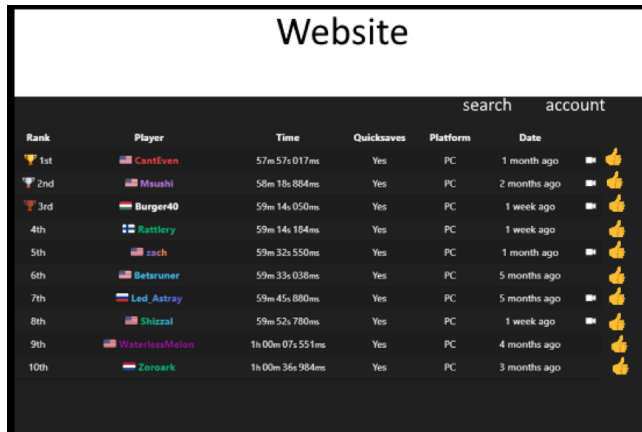 Website
search account
Rank Player Time Quicksaves Platform Date
1st CantEven 57m 57s 017ms Yes PC 1 month ago
2nd Msushi 58m 18s 884ms Yes PC 2 months ago
3rd Burger40 59m 14s 050ms Yes PC 1 week ago
4th Rattlery 59m 14s 184ms Yes PC 1 week ago
5th zach 59m 32s 550ms Yes PC 1 month ago
6th Betsruner 59m 33s 038ms Yes PC 5 months ago
7th Led_Astray 59m 45s 880ms Yes PC 5 months ago
8th Shizzal 59m 52s 780ms Yes PC 1 week ago
9th WaterlessMelon 1h 00m 07s 551ms Yes PC 4 months ago
10th Zoroark 1h 00m 36s 984ms Yes PC 3 months ago